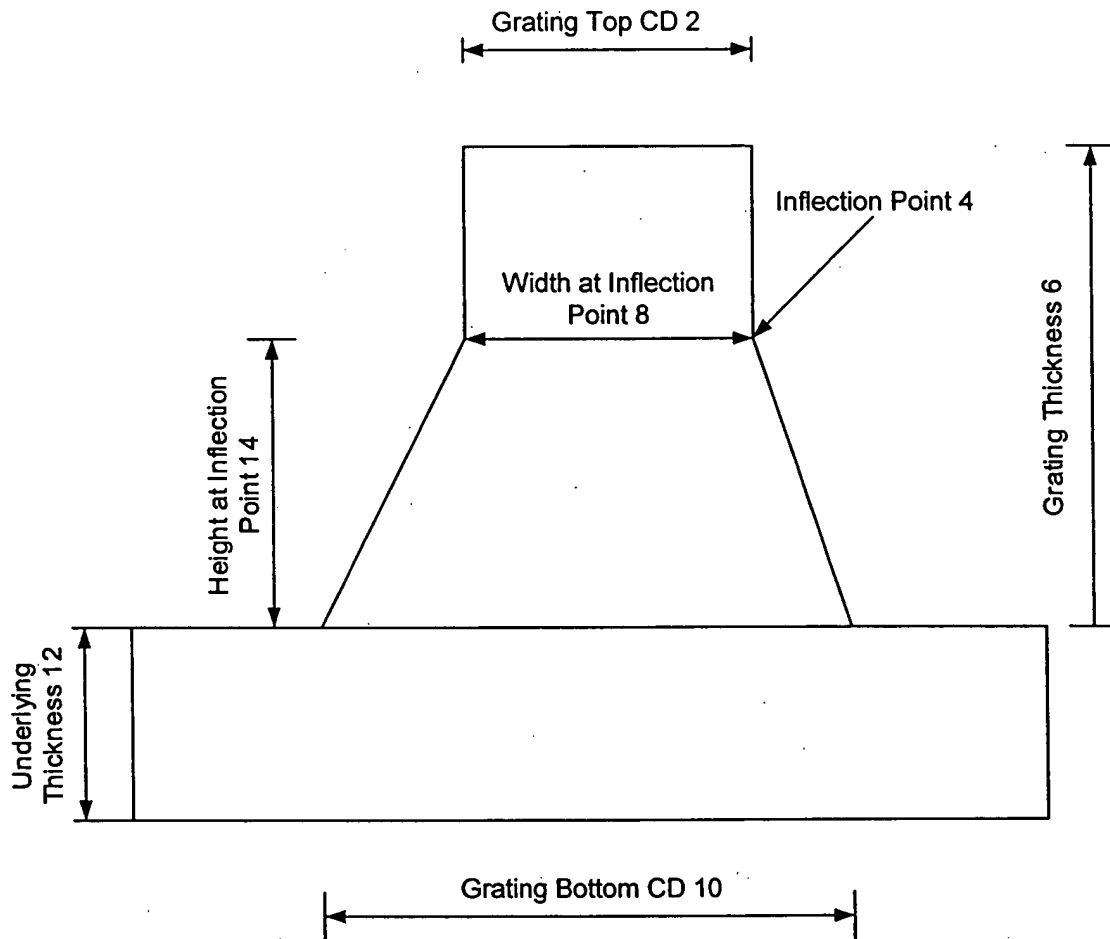 Grating Top CD 2
Inflection Point 4
Width at Inflection
Point 8
Grating Thickness 6
Height at Inflection
Point 14
Underlying
Thickness 12
Grating Bottom CD 10